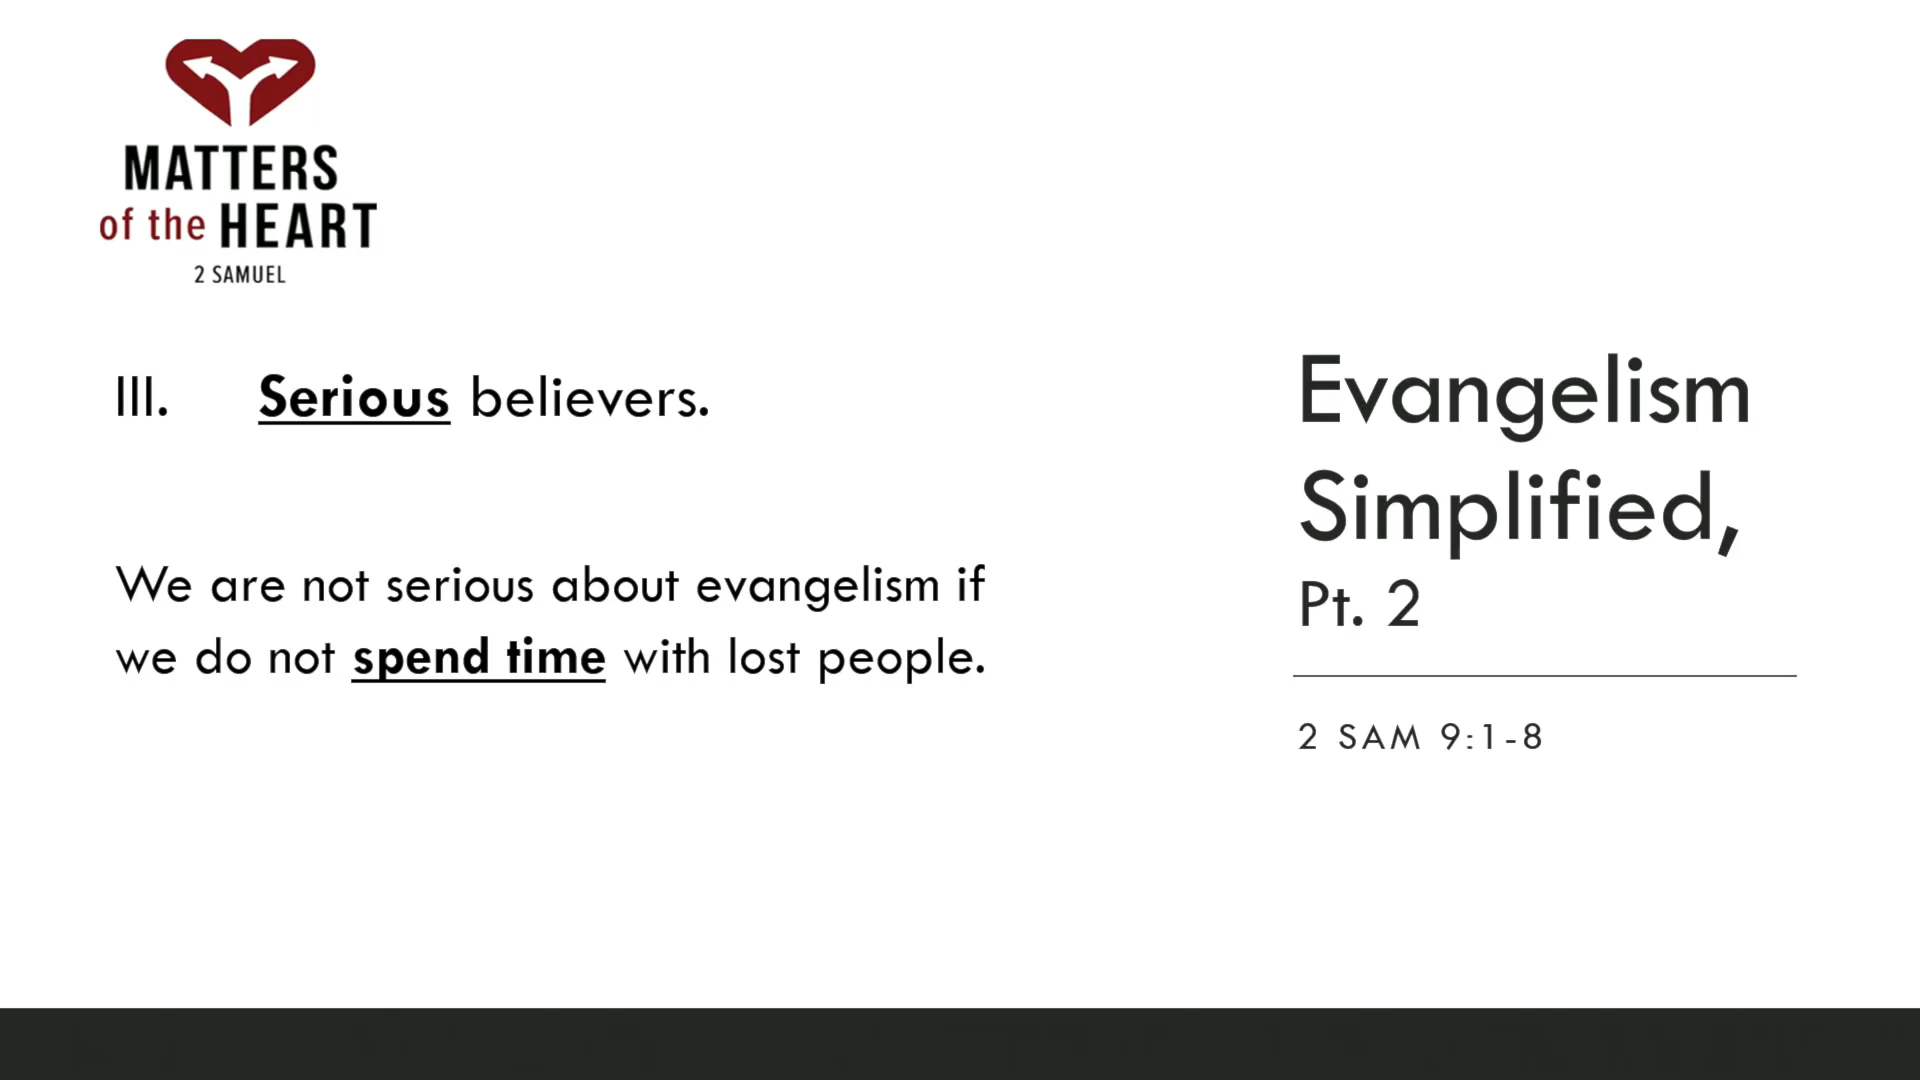 MATTERS
of the HEART
2 SAMUEL
III. Serious believers.
We are not serious about evangelism if
we do not spend time with lost people.
Evangelism
Simplified,
Pt. 2
2 SAM 9:1-8